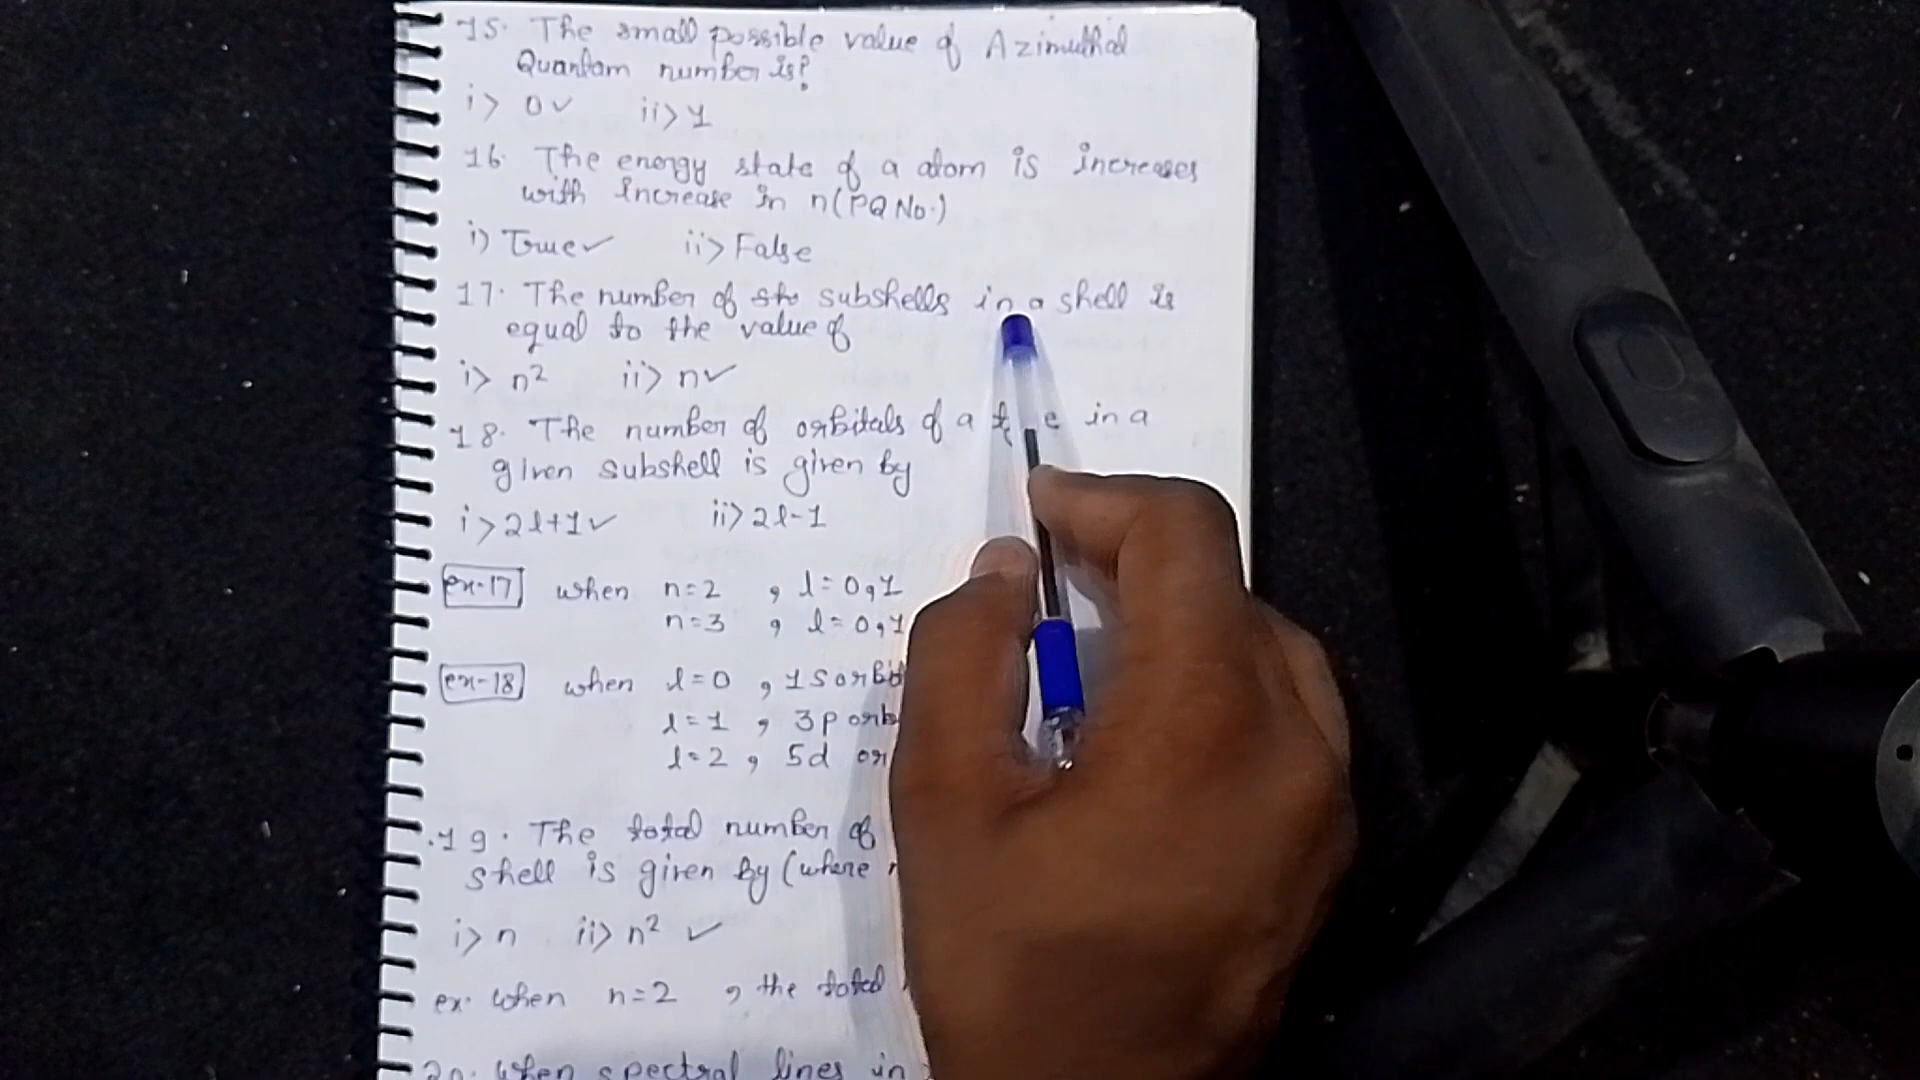 15. The small possible value of Azimuthal
Quantam number is?
i> 0✓ ii> 1
16. The energy state of a atom is increases
with increase in n(PQ No.)
i) True✓ ii> False
17. The number of subshells in a shell is
equal to the value of
i> n² ii> n✓
18. The number of orbitals of a in a
given subshell is given by
i> 2l+1✓ ii> 2l-1
ex-17 when n=2 , l=0,1
n=3 , l=0,1
ex-18 when l=0 , 1s
l=1 , 3p
l=2 , 5d
.19. The total number of
shell is given by (where
i> n ii> n² ✓
ex. when n=2 , the total
20. When spectral lines in